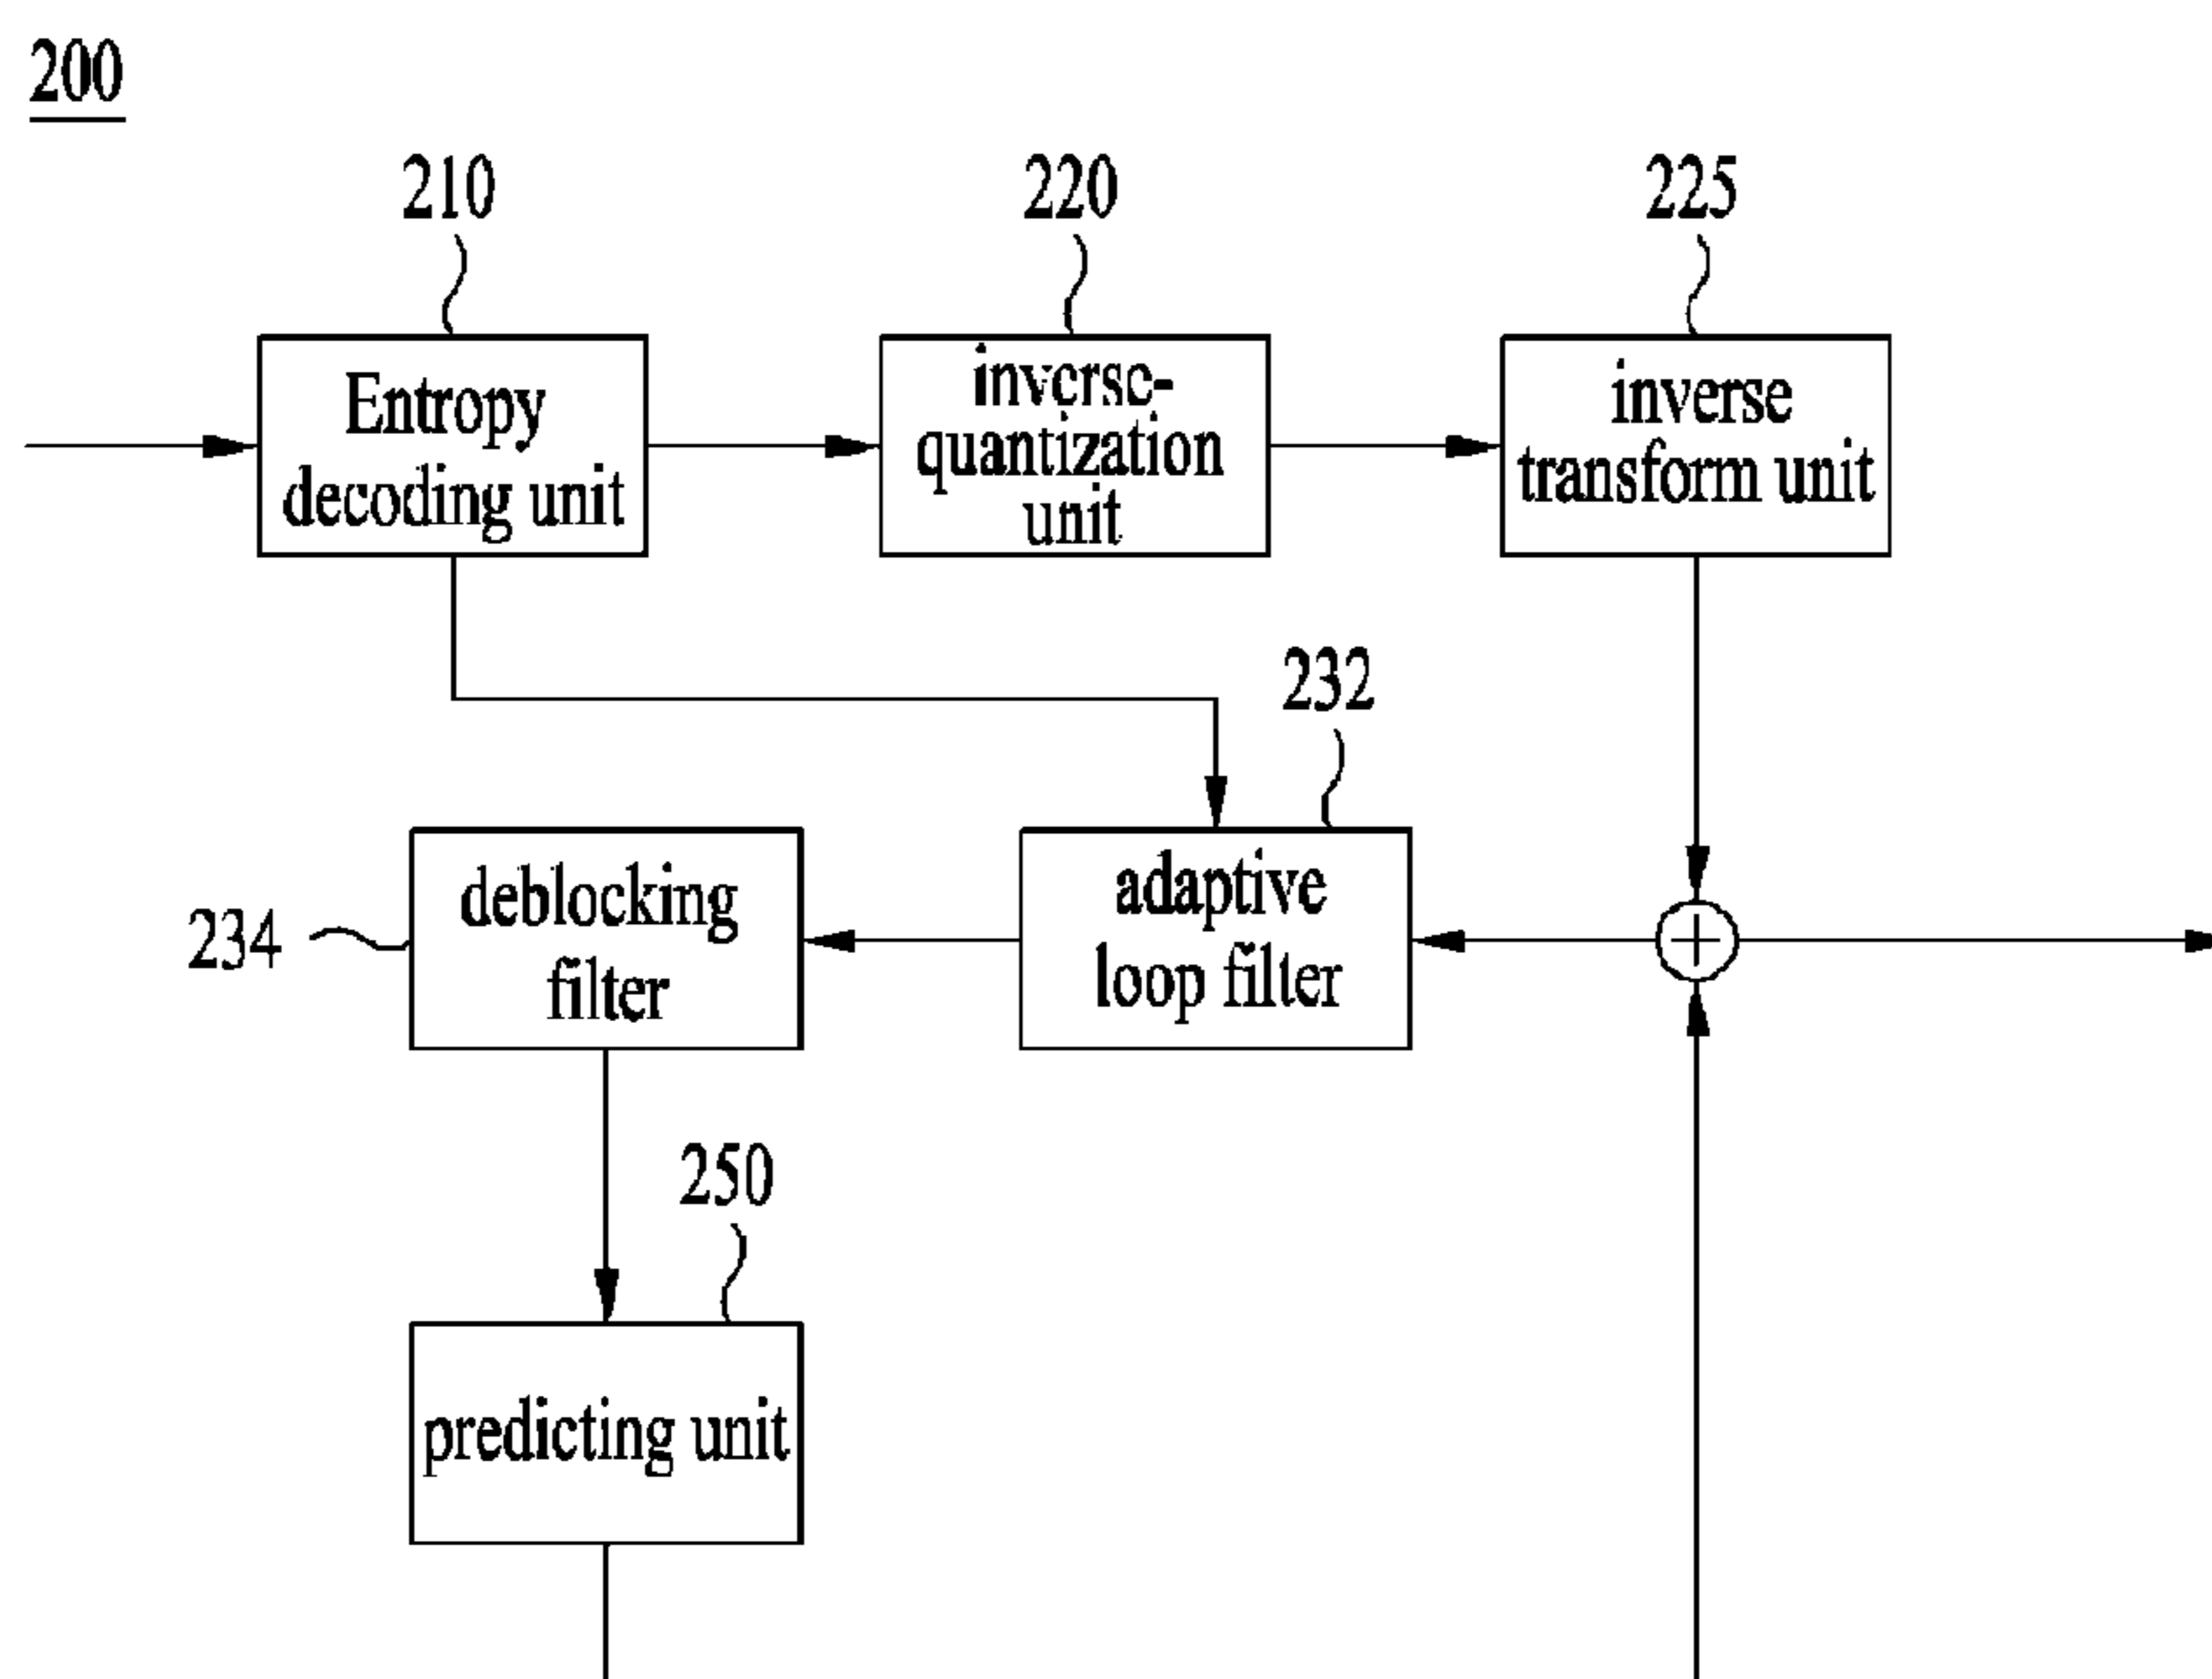 200
210
220
225
Entropy
decoding unit
inverse-
quantization
unit
inverse
transform unit
232
234
deblocking
filter
adaptive
loop filter
250
predicting unit